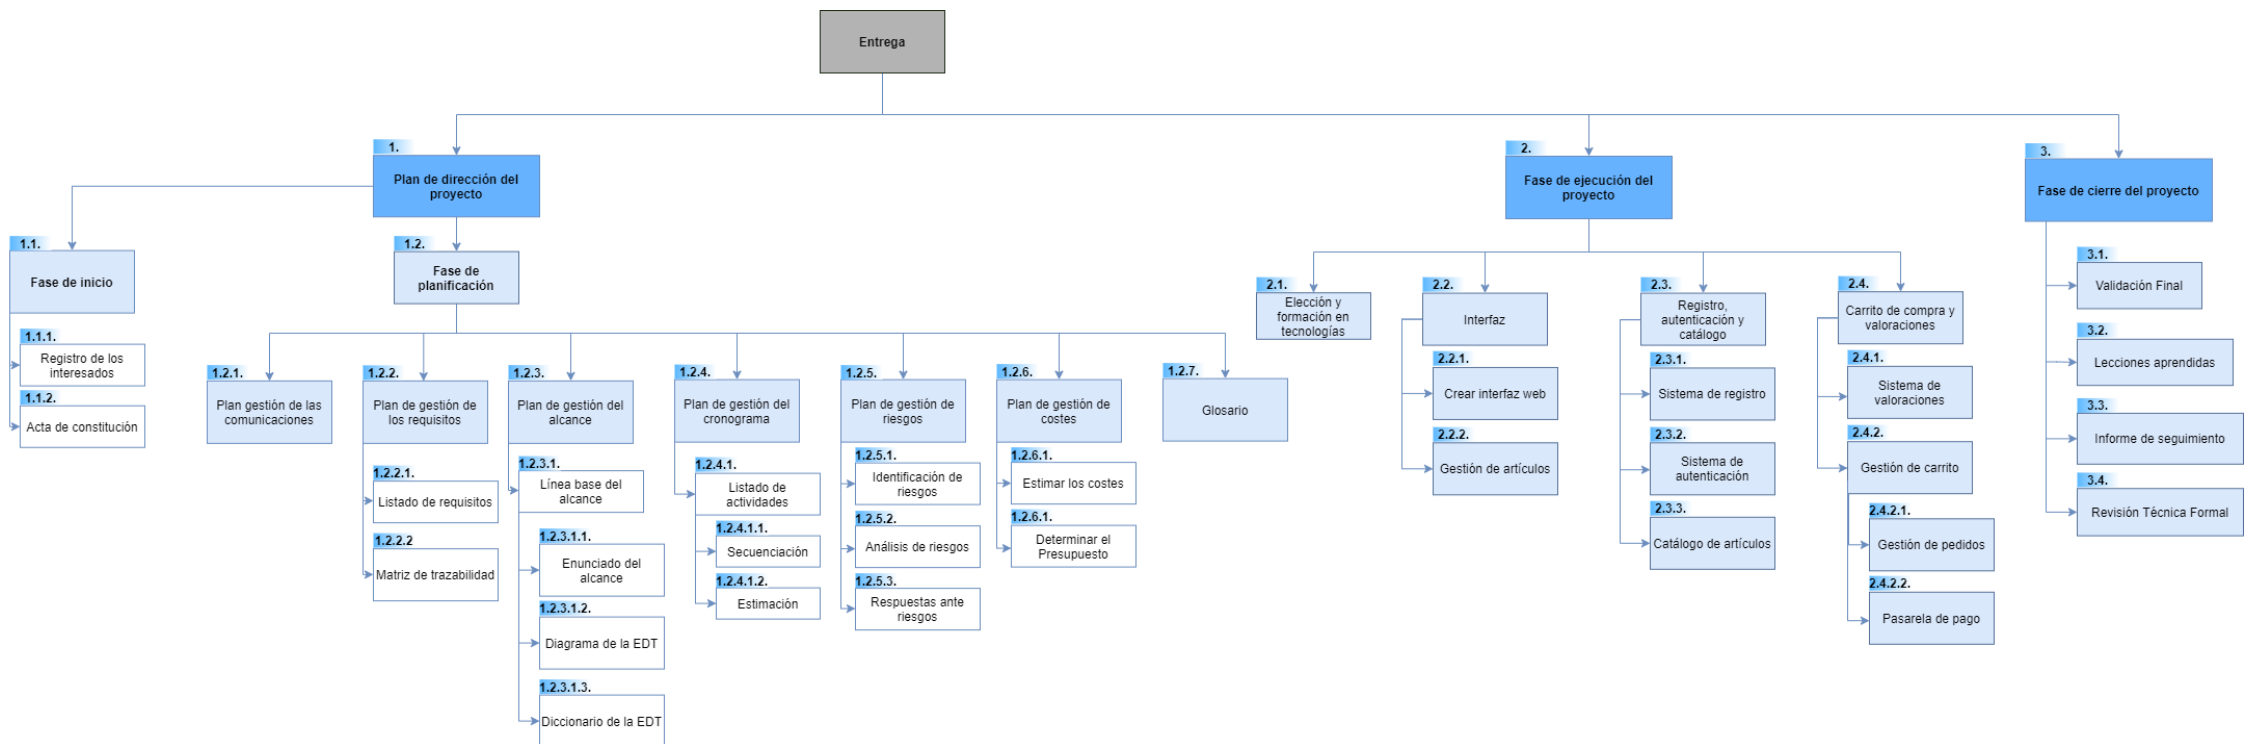 Entrega
1.
Plan de dirección del
proyecto
2.
Fase de ejecución del
proyecto
3.
Fase de cierre del proyecto
1.1.
Fase de inicio
1.1.1.
Registro de los
interesados
1.1.2.
Acta de constitución
1.2.
Fase de
planificación
1.2.1.
Plan gestión de las
comunicaciones
1.2.2.
Plan de gestión de
los requisitos
1.2.2.1.
Listado de requisitos
1.2.2.2
Matriz de trazabilidad
1.2.3.
Plan de gestión del
alcance
1.2.3.1.
Línea base del
alcance
1.2.3.1.1.
Enunciado del
alcance
1.2.3.1.2.
Diagrama de la EDT
1.2.3.1.3.
Diccionario de la EDT
1.2.4.
Plan de gestión del
cronograma
1.2.4.1.
Listado de
actividades
1.2.4.1.1.
Secuenciación
1.2.4.1.2.
Estimación
1.2.5.
Plan de gestión de
riesgos
1.2.5.1.
Identificación de
riesgos
1.2.5.2.
Análisis de riesgos
1.2.5.3.
Respuestas ante
riesgos
1.2.6.
Plan de gestión de
costes
1.2.6.1.
Estimar los costes
1.2.6.1.
Determinar el
Presupuesto
1.2.7.
Glosario
2.1.
Elección y
formación en
tecnologías
2.2.
Interfaz
2.2.1.
Crear interfaz web
2.2.2.
Gestión de artículos
2.3.
Registro,
autenticación y
catálogo
2.3.1.
Sistema de registro
2.3.2.
Sistema de
autenticación
2.3.3.
Catálogo de artículos
2.4.
Carrito de compra y
valoraciones
2.4.1.
Sistema de
valoraciones
2.4.2.
Gestión de carrito
2.4.2.1.
Gestión de pedidos
2.4.2.2.
Pasarela de pago
3.1.
Validación Final
3.2.
Lecciones aprendidas
3.3.
Informe de seguimiento
3.4.
Revisión Técnica Formal